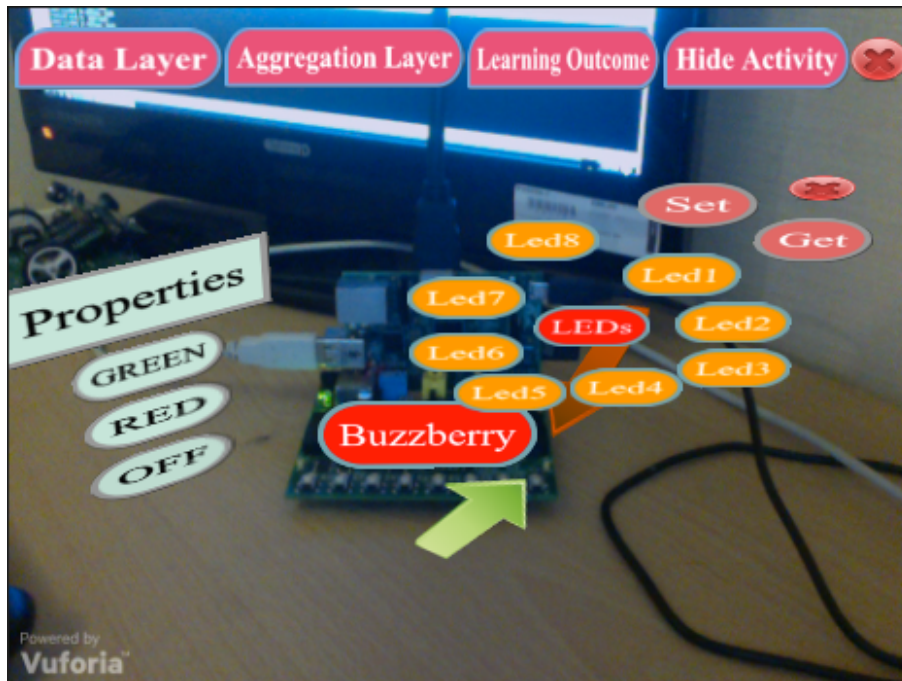 Data Layer
Aggregation Layer
Learning Outcome
Hide Activity
Set
Get
Led8
Led1
Properties
Led7
LEDs
Led2
GREEN
Led6
Led3
RED
Led5
Led4
OFF
Buzzberry
Powered by
Vuforia